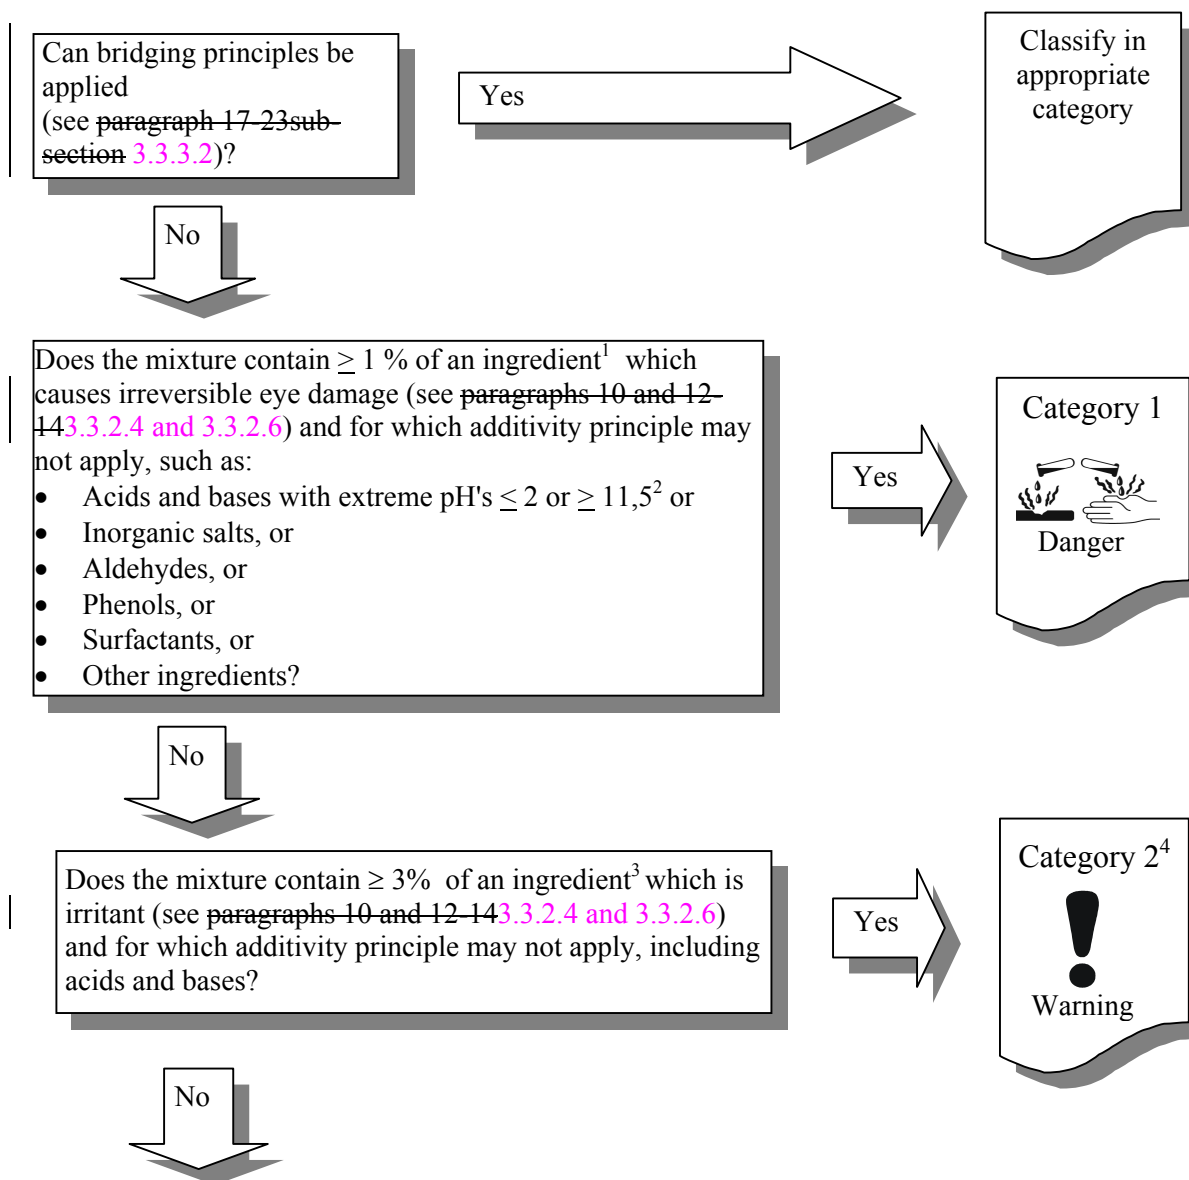 Can bridging principles be
applied
(see paragraph 17-23sub-
section 3.3.3.2)?
Yes
Classify in
appropriate
category
No
Does the mixture contain ≥ 1 % of an ingredient1 which
causes irreversible eye damage (see paragraphs 10 and 12-
143.3.2.4 and 3.3.2.6) and for which additivity principle may
not apply, such as:
• Acids and bases with extreme pH's ≤ 2 or ≥ 11,52 or
• Inorganic salts, or
• Aldehydes, or
• Phenols, or
• Surfactants, or
• Other ingredients?
Yes
Category 1
Danger
No
Does the mixture contain ≥ 3% of an ingredient3 which is
irritant (see paragraphs 10 and 12-143.3.2.4 and 3.3.2.6)
and for which additivity principle may not apply, including
acids and bases?
Yes
Category 24
Warning
No